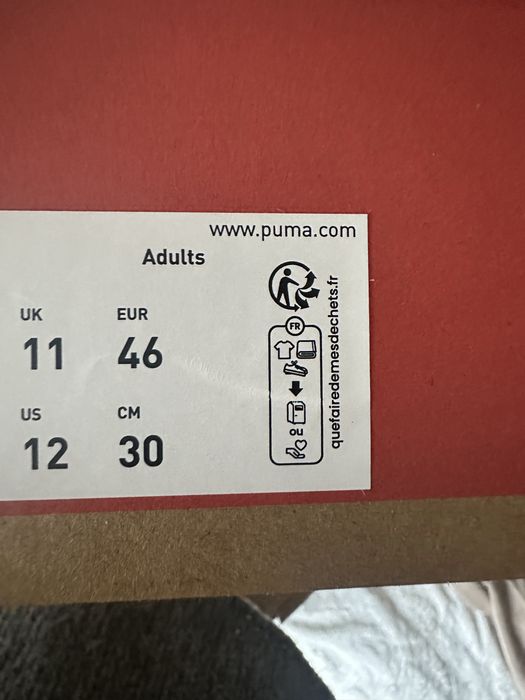 www.puma.com
Adults
UK EUR
11 46
US CM
12 30
FR
ou
quefairedemesdechets.fr